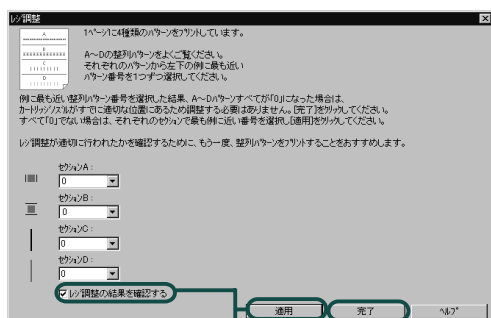 ﾚｼﾞ調整
A
B
C
D
1ﾍﾟｰｼﾞに4種類のﾊﾟﾀｰﾝをﾌﾟﾘﾝﾄしています。
A～Dの整列ﾊﾟﾀｰﾝをよくご覧ください。
それぞれのﾊﾟﾀｰﾝから左下の例に最も近い
ﾊﾟﾀｰﾝ番号を1つずつ選択してください。
例に最も近い整列ﾊﾟﾀｰﾝ番号を選択した結果、A～Dﾊﾟﾀｰﾝすべてが｢0｣になった場合は、
ｶｰﾄﾘｯｼﾞﾉｽﾞﾙがすでに適切な位置にあるため調整する必要はありません。[完了]をｸﾘｯｸしてください。
すべて｢0｣でない場合は、それぞれのｾｸｼｮﾝで最も例に近い番号を選択し[適用]をｸﾘｯｸしてください。
ﾚｼﾞ調整が適切に行われたかを確認するために、もう一度、整列ﾊﾟﾀｰﾝをﾌﾟﾘﾝﾄすることをおすすめします。
ｾｸｼｮﾝA：
0
ｾｸｼｮﾝB：
0
ｾｸｼｮﾝC：
0
ｾｸｼｮﾝD：
0
ﾚｼﾞ調整の結果を確認する
適用
完了
ﾍﾙﾌﾟ